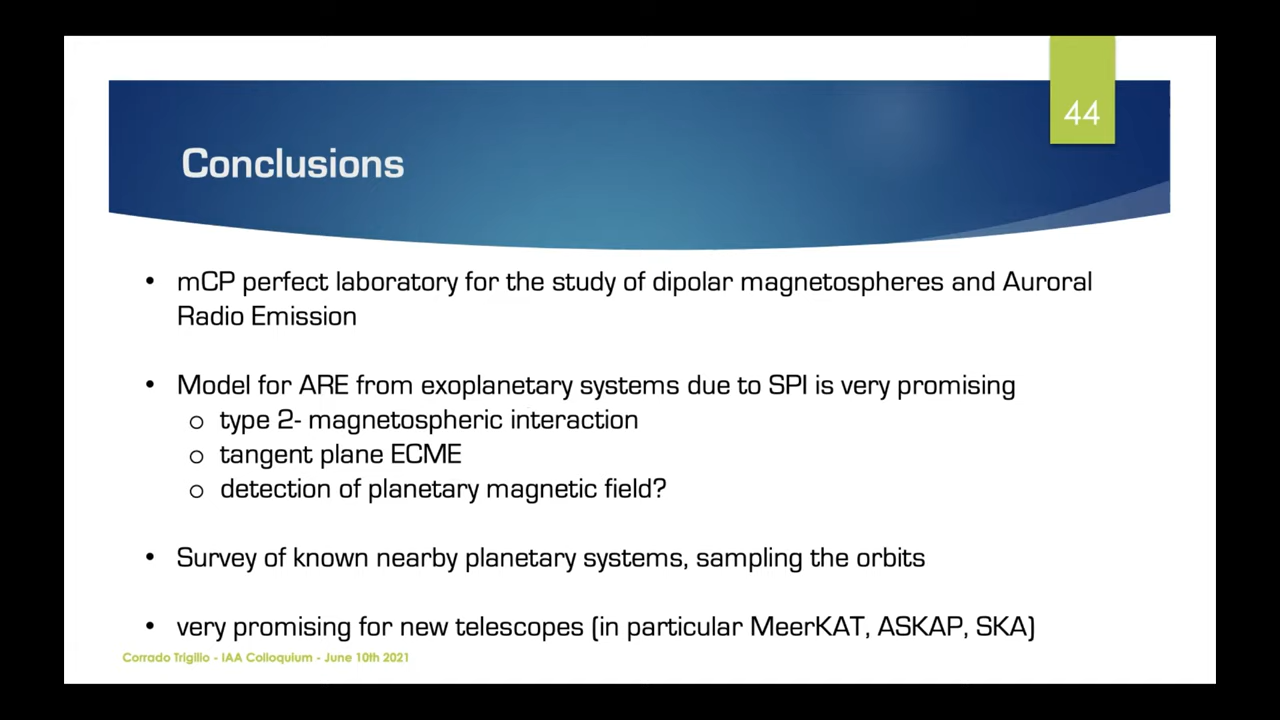 44
Conclusions
• mCP perfect laboratory for the study of dipolar magnetospheres and Auroral
Radio Emission
• Model for ARE from exoplanetary systems due to SPI is very promising
o type 2- magnetospheric interaction
o tangent plane ECME
o detection of planetary magnetic field?
• Survey of known nearby planetary systems, sampling the orbits
• very promising for new telescopes (in particular MeerKAT, ASKAP, SKA)
Corrado Trigilio - IAA Colloquium - June 10th 2021